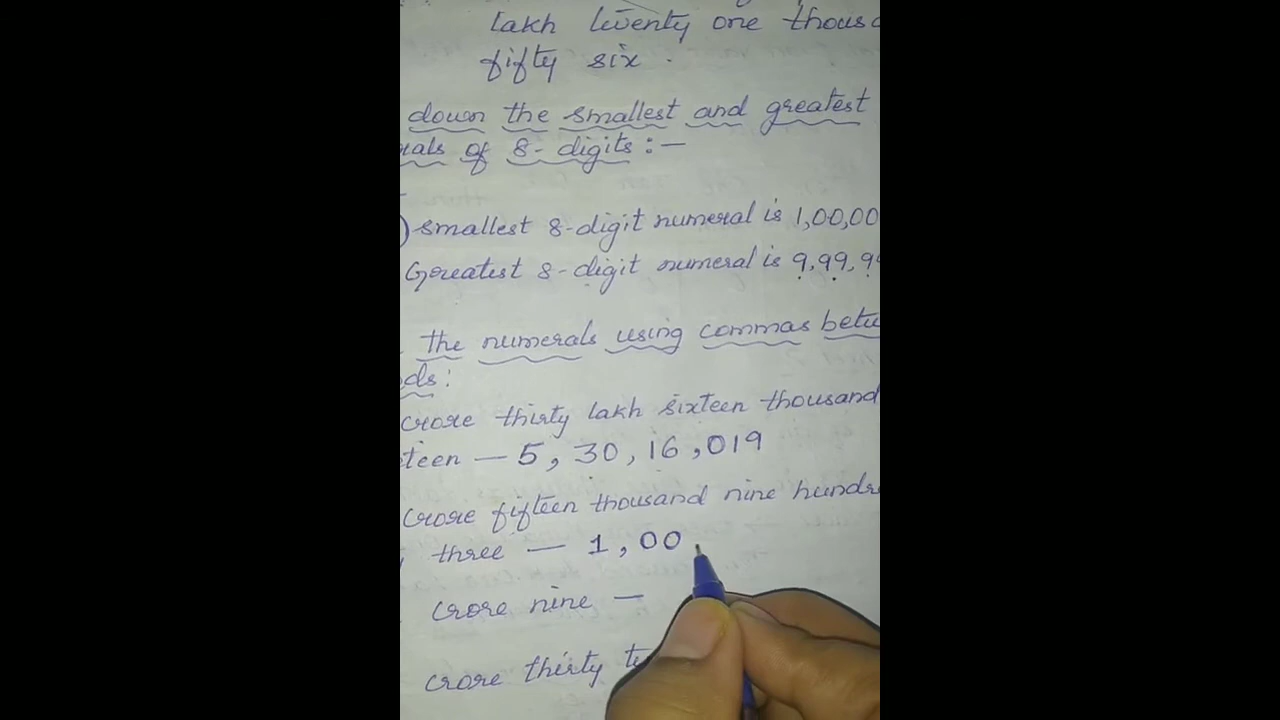 lakh twenty one thous
fifty six.
down the smallest and greatest
rals of 8-digits:-
) smallest 8-digit numeral is 1,00,00
Greatest 8-digit numeral is 9,99,9
the numerals using commas betw
ods:
crore thirty lakh sixteen thousand
teen - 5,30,16,019
crore fifteen thousand nine hundr
three - 1,00
crore nine -
crore thirty t